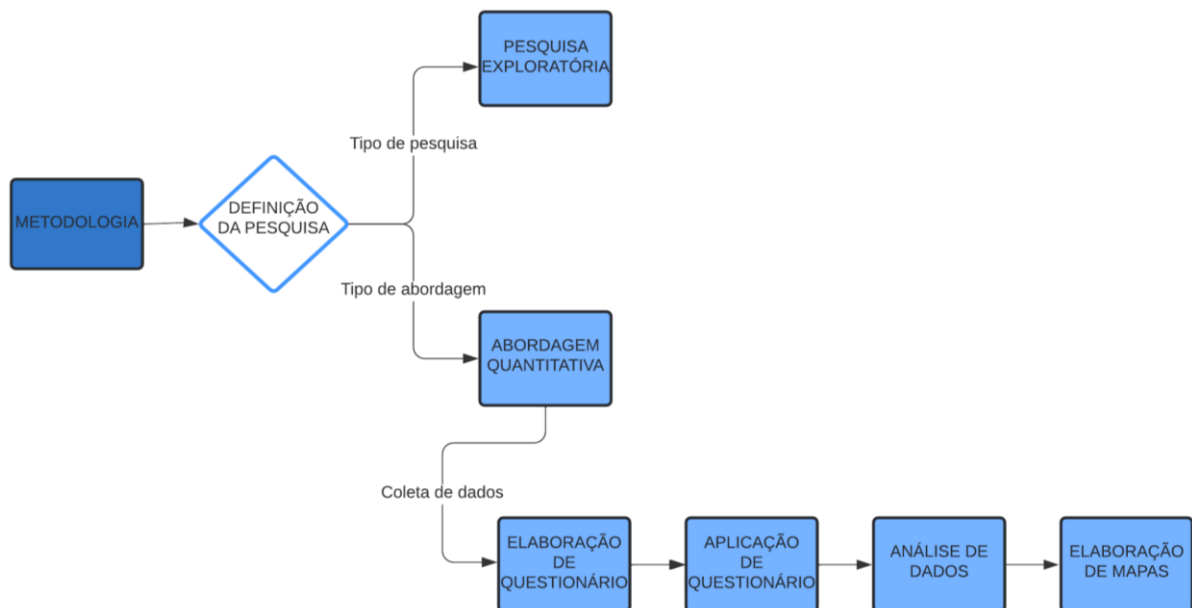 PESQUISA
EXPLORATÓRIA
Tipo de pesquisa
METODOLOGIA
DEFINIÇÃO
DA PESQUISA
Tipo de abordagem
ABORDAGEM
QUANTITATIVA
Coleta de dados
ELABORAÇÃO
DE
QUESTIONÁRIO
APLICAÇÃO
DE
QUESTIONÁRIO
ANÁLISE DE
DADOS
ELABORAÇÃO
DE MAPAS